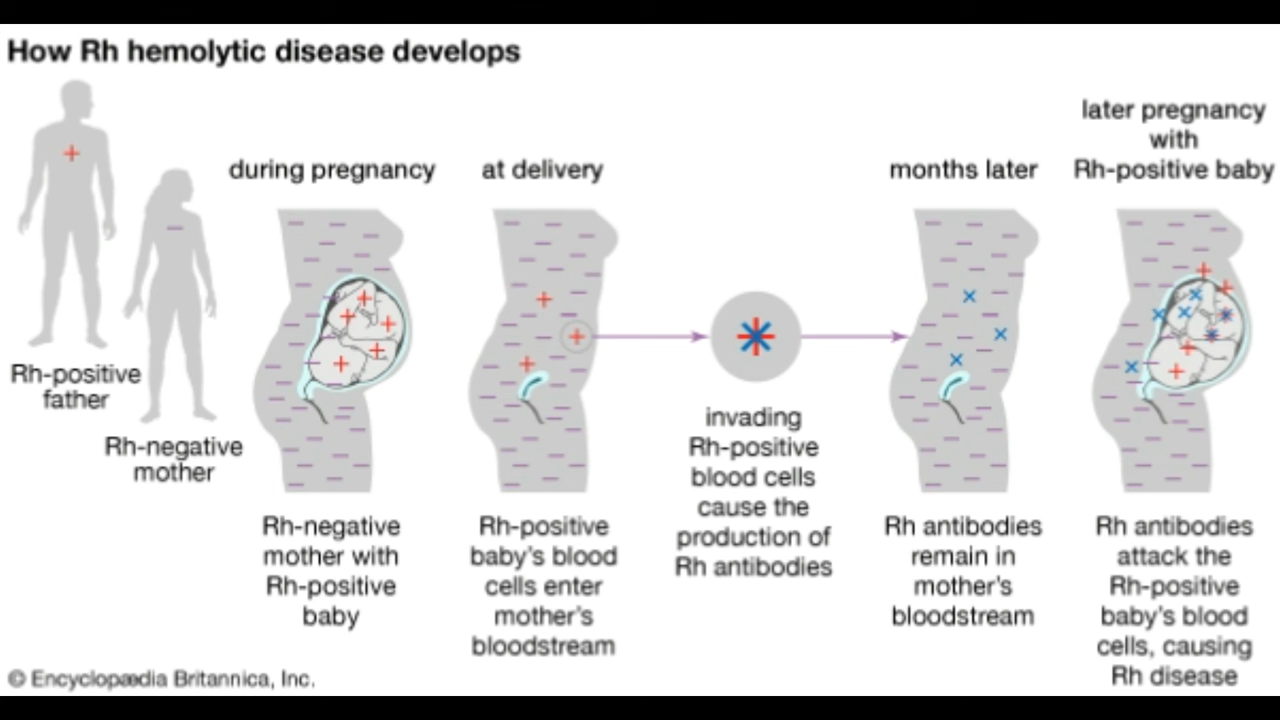 How Rh hemolytic disease develops
Rh-positive
father
Rh-negative
mother
during pregnancy
Rh-negative
mother with
Rh-positive
baby
at delivery
Rh-positive
baby's blood
cells enter
mother's
bloodstream
invading
Rh-positive
blood cells
cause the
production of
Rh antibodies
months later
Rh antibodies
remain in
mother's
bloodstream
later pregnancy
with
Rh-positive baby
Rh antibodies
attack the
Rh-positive
baby's blood
cells, causing
Rh disease
© Encyclopædia Britannica, Inc.